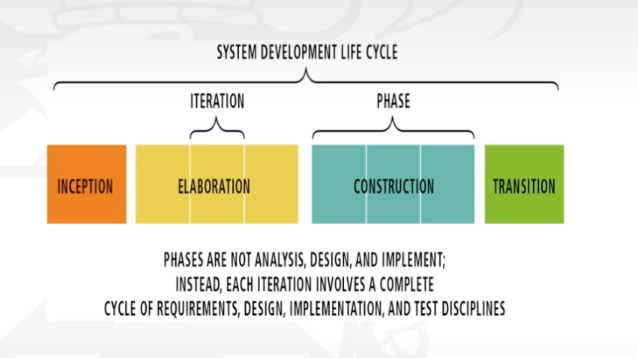 SYSTEM DEVELOPMENT LIFE CYCLE
ITERATION
PHASE
INCEPTION
ELABORATION
CONSTRUCTION
TRANSITION
PHASES ARE NOT ANALYSIS, DESIGN, AND IMPLEMENT;
INSTEAD, EACH ITERATION INVOLVES A COMPLETE
CYCLE OF REQUIREMENTS, DESIGN, IMPLEMENTATION, AND TEST DISCIPLINES